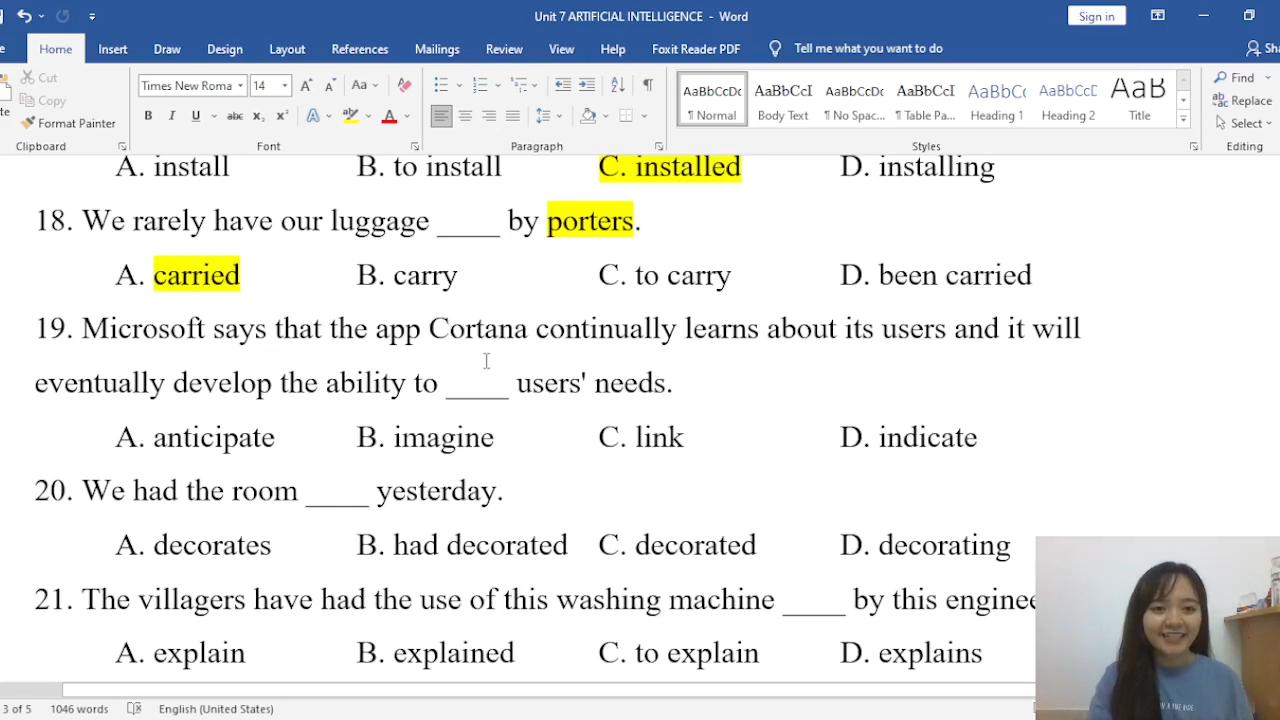 Unit 7 ARTIFICIAL INTELLIGENCE - Word
Sign in
Home Insert Draw Design Layout References Mailings Review View Help Foxit Reader PDF Tell me what you want to do
Cut
Copy
Format Painter
Clipboard
Times New Roma 14
Font
Paragraph
AaBbCcDc AaBbCcI AaBbCcDc AaBbCcI AaBbCc AaBbCcD AaB
¶ Normal Body Text ¶ No Spac... ¶ Table Pa... Heading 1 Heading 2 Title
Styles
Find
Replace
Select
Editing
A. install B. to install C. installed D. installing
18. We rarely have our luggage ____ by porters.
A. carried B. carry C. to carry D. been carried
19. Microsoft says that the app Cortana continually learns about its users and it will
eventually develop the ability to ____ users' needs.
A. anticipate B. imagine C. link D. indicate
20. We had the room ____ yesterday.
A. decorates B. had decorated C. decorated D. decorating
21. The villagers have had the use of this washing machine ____ by this enginee
A. explain B. explained C. to explain D. explains
3 of 5 1046 words English (United States)